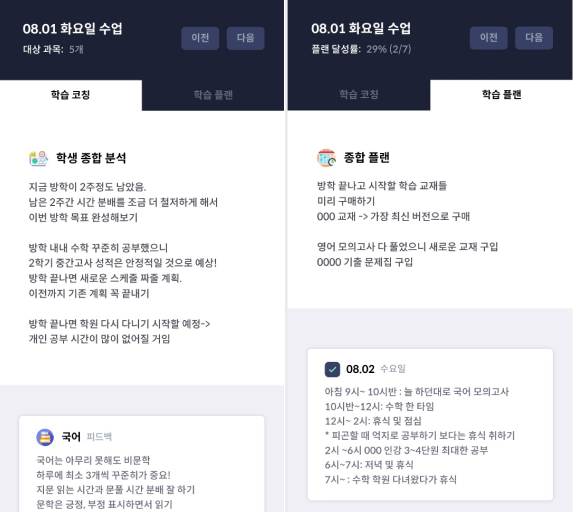 08.01 화요일 수업
대상 과목: 5개
이전
다음
학습 코칭
학습 플랜
학생 종합 분석
지금 방학이 2주정도 남았음.
남은 2주간 시간 분배를 조금 더 철저하게 해서
이번 방학 목표 완성해보기
방학 내내 수학 꾸준히 공부했으니
2학기 중간고사 성적은 안정적일 것으로 예상!
방학 끝나면 새로운 스케줄 짜줄 계획.
이전까지 기존 계획 꼭 끝내기
방학 끝나면 학원 다시 다니기 시작할 예정->
개인 공부 시간이 많이 없어질 거임
국어 피드백
국어는 아무리 못해도 비문학
하루에 최소 3개씩 꾸준히가 중요!
지문 읽는 시간과 문풀 시간 분배 잘 하기
문학은 긍정, 부정 표시하면서 읽기
08.01 화요일 수업
플랜 달성률: 29% (2/7)
이전
다음
학습 코칭
학습 플랜
종합 플랜
방학 끝나고 시작할 학습 교재들
미리 구매하기
000 교재 -> 가장 최신 버전으로 구매
영어 모의고사 다 풀었으니 새로운 교재 구입
0000 기출 문제집 구입
08.02 수요일
아침 9시~ 10시반 : 늘 하던대로 국어 모의고사
10시반~12시: 수학 한 타임
12시~ 2시: 휴식 및 점심
* 피곤할 때 억지로 공부하기 보다는 휴식 취하기
2시 ~6시 000 인강 3~4단원 최대한 공부
6시~7시: 저녁 및 휴식
7시~ : 수학 학원 다녀왔다가 휴식